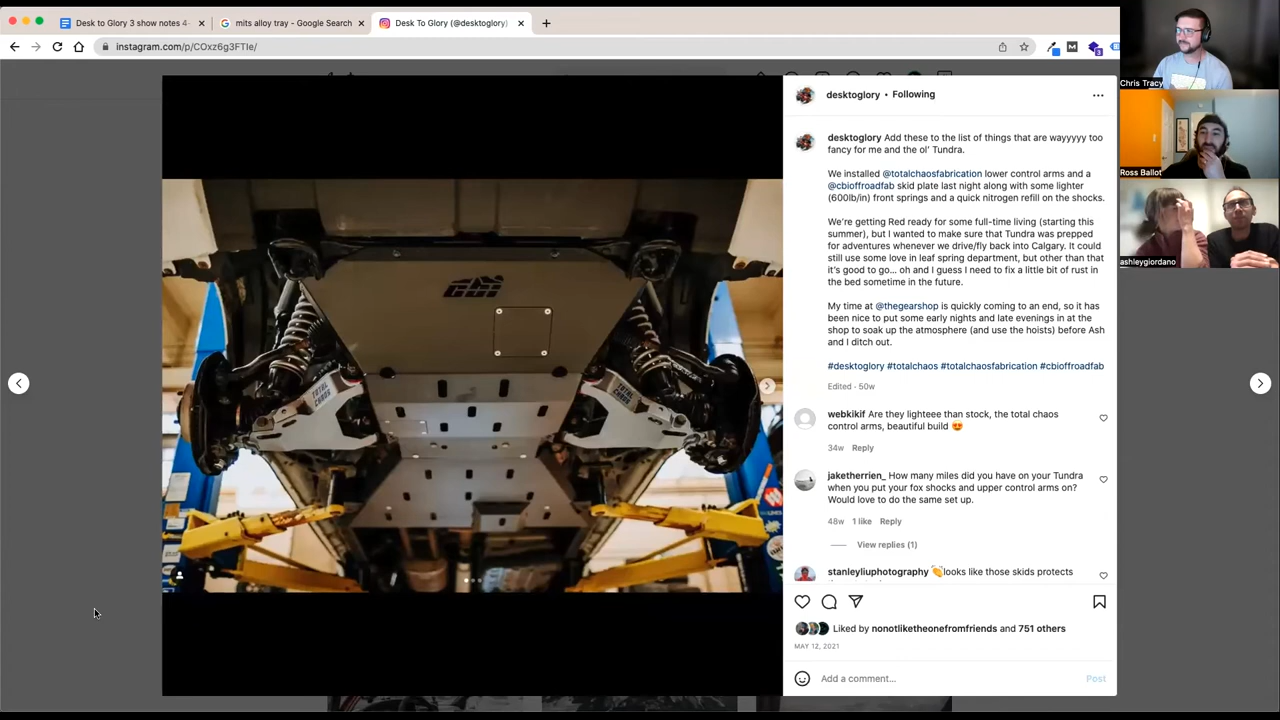 Desk to Glory 3 show notes 4-
mits alloy tray - Google Search
Desk To Glory (@desktoglory)
instagram.com/p/COxz6g3FTIe/
Chris Tracy
Ross Ballot
ashleygiordano
desktoglory • Following
desktoglory Add these to the list of things that are wayyyyy too
fancy for me and the ol' Tundra.
We installed @totalchaosfabrication lower control arms and a
@cbioffroadfab skid plate last night along with some lighter
(600lb/in) front springs and a quick nitrogen refill on the shocks.
We're getting Red ready for some full-time living (starting this
summer), but I wanted to make sure that Tundra was prepped
for adventures whenever we drive/fly back into Calgary. It could
still use some love in leaf spring department, but other than that
it's good to go... oh and I guess I need to fix a little bit of rust in
the bed sometime in the future.
My time at @thegearshop is quickly coming to an end, so it has
been nice to put some early nights and late evenings in at the
shop to soak up the atmosphere (and use the hoists) before Ash
and I ditch out.
#desktoglory #totalchaos #totalchaosfabrication #cbioffroadfab
Edited · 50w
webkikif Are they lighteee than stock, the total chaos
control arms, beautiful build 😍
34w Reply
jaketherrien_ How many miles did you have on your Tundra
when you put your fox shocks and upper control arms on?
Would love to do the same set up.
48w 1 like Reply
View replies (1)
stanleyliuphotography 👏looks like those skids protects
Liked by nonotliketheonefromfriends and 751 others
MAY 12, 2021
Add a comment...
Post
CBI
TOTAL
CHAOS
TOTAL
CHAOS